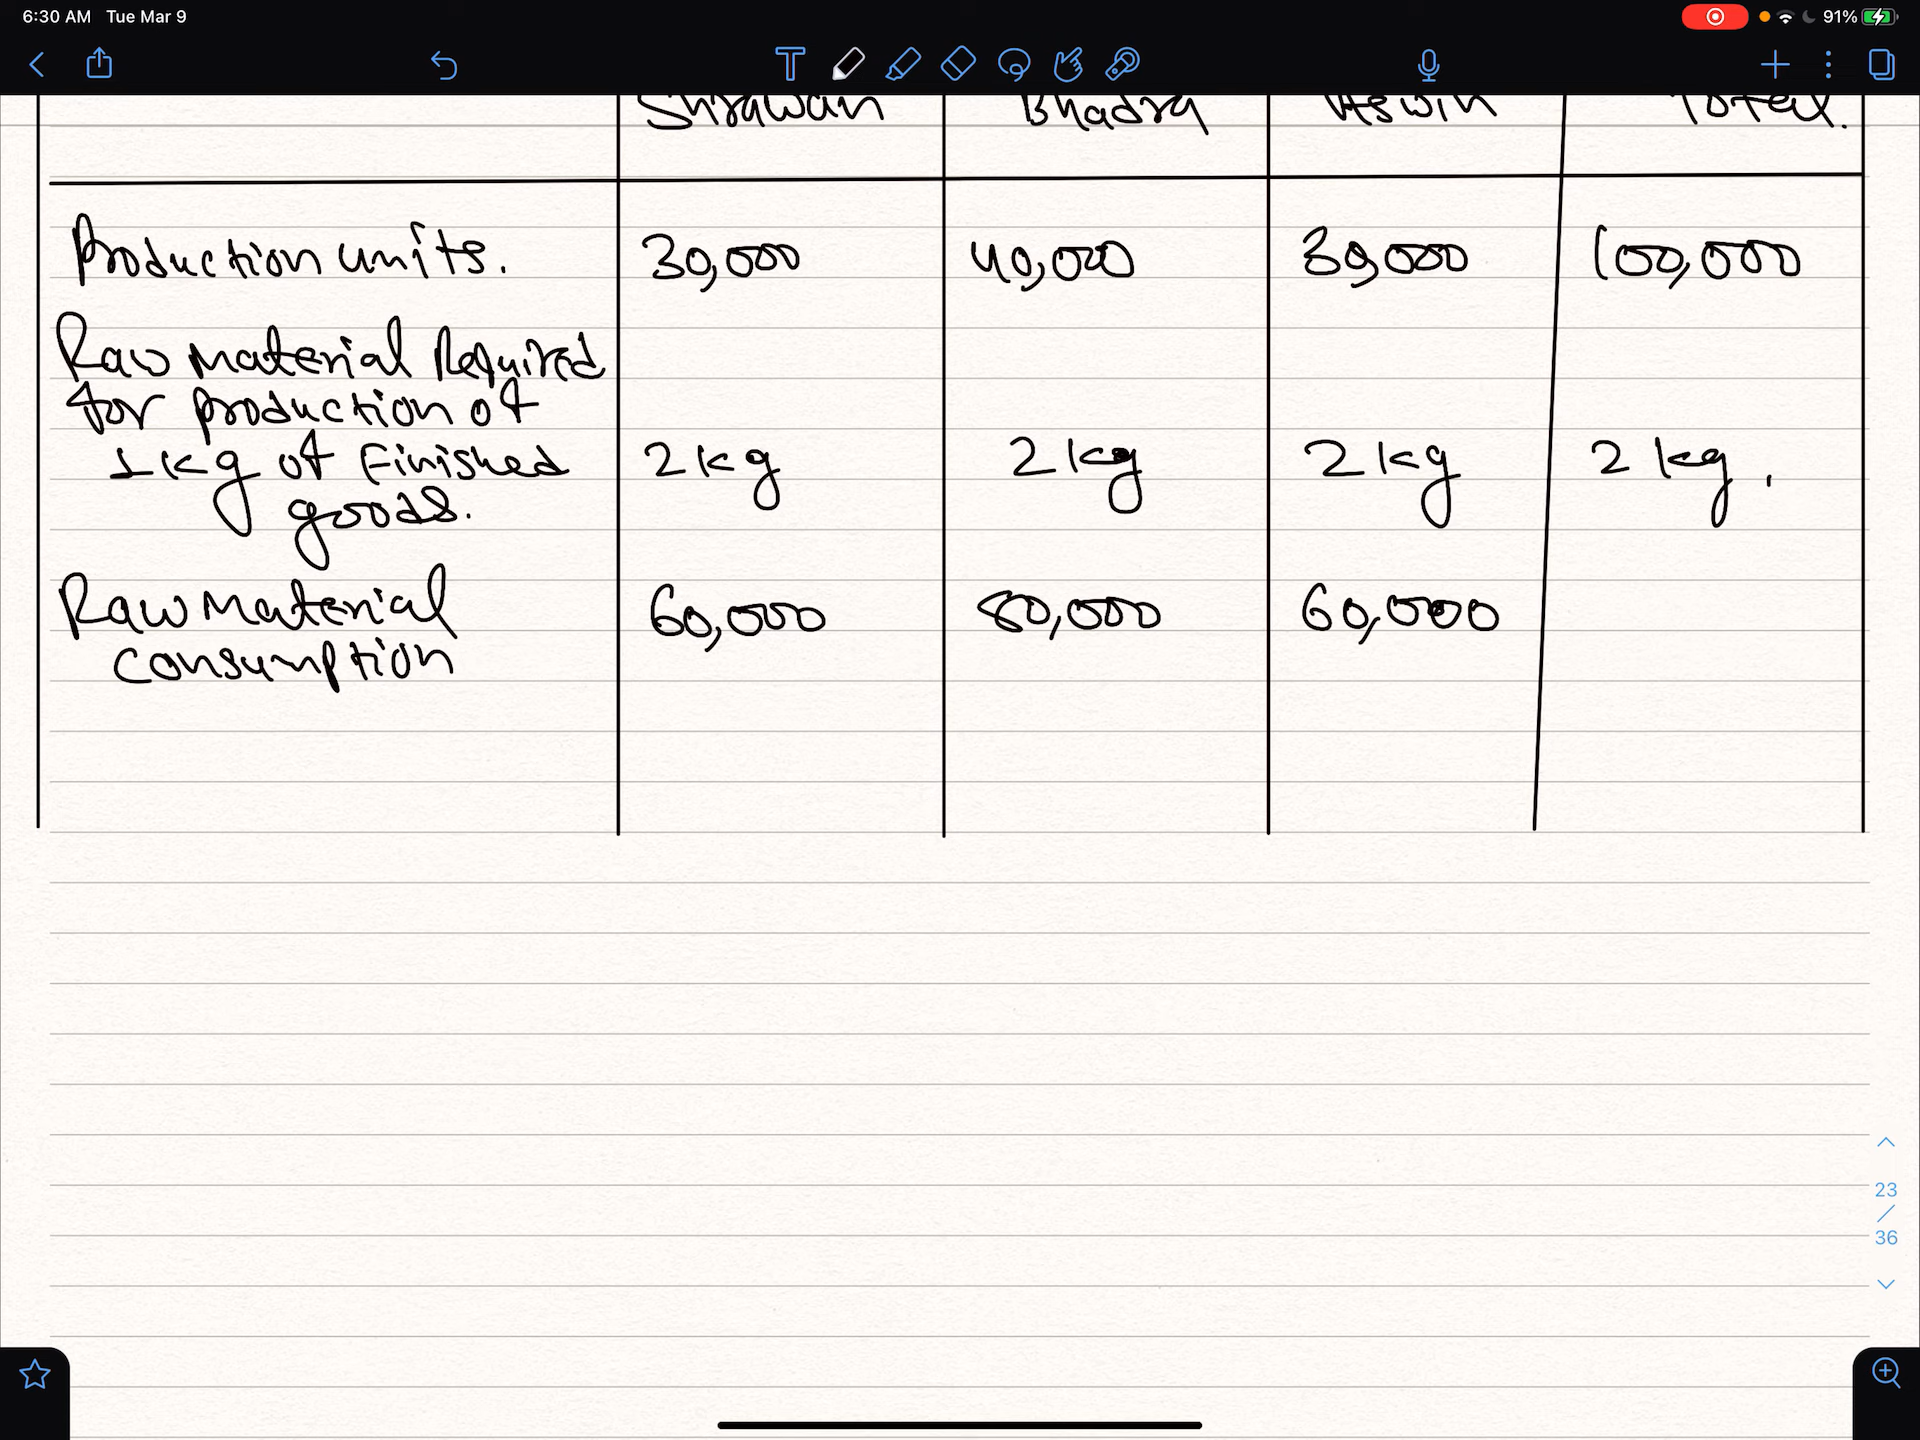 6:30 AM Tue Mar 9
91%
Shrawan Bhadra Aswin Total.
Production units. 30,000 40,000 30,000 100,000
Raw Material Required
for production of
1 kg of Finished 2 kg 2 kg 2 kg 2 kg.
goods.
Raw Material 60,000 80,000 60,000
Consumption
23
/
36